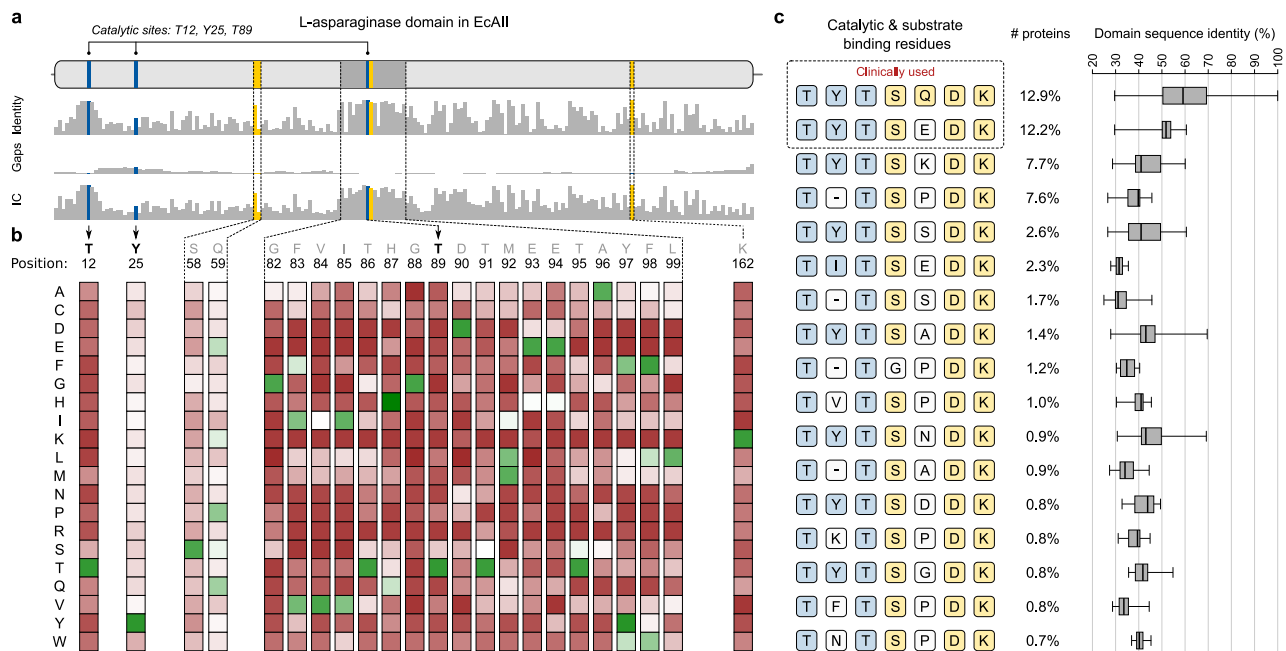 a
L-asparaginase domain in EcAII
Catalytic sites: T12, Y25, T89
Identity
Gaps
IC
b
T Y S Q G F V I T H G T D T M E E T A Y F L K
Position: 12 25 58 59 82 83 84 85 86 87 88 89 90 91 92 93 94 95 96 97 98 99 162
A
C
D
E
F
G
H
I
K
L
M
N
P
R
S
T
Q
V
Y
W
c
Catalytic & substrate
binding residues
# proteins
Domain sequence identity (%)
20 30 40 50 60 70 80 90 100
Clinically used
T Y T S Q D K 12.9%
T Y T S E D K 12.2%
T Y T S K D K 7.7%
T - T S P D K 7.6%
T Y T S S D K 2.6%
T I T S E D K 2.3%
T - T S S D K 1.7%
T Y T S A D K 1.4%
T - T G P D K 1.2%
T V T S P D K 1.0%
T Y T S N D K 0.9%
T - T S A D K 0.9%
T Y T S D D K 0.8%
T K T S P D K 0.8%
T Y T S G D K 0.8%
T F T S P D K 0.8%
T N T S P D K 0.7%